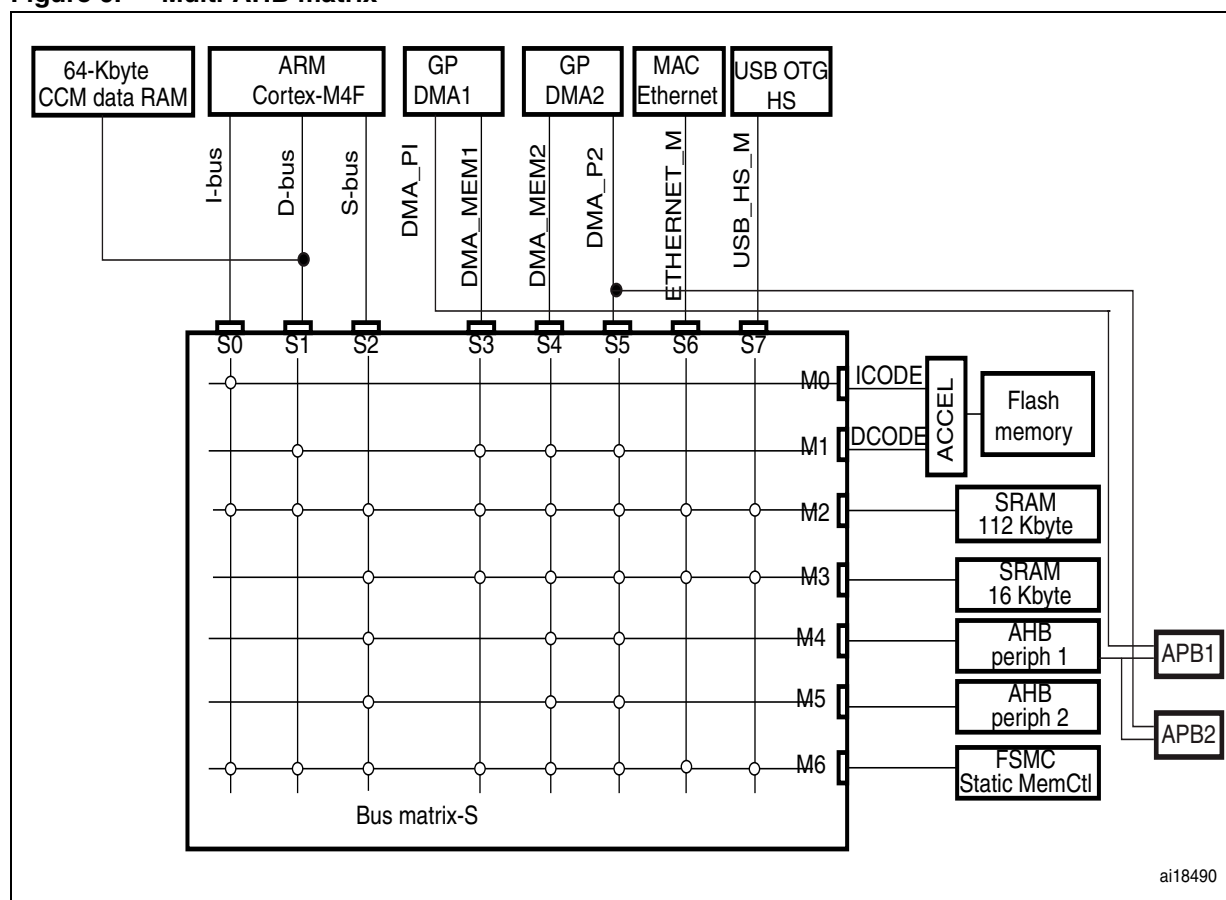 64-Kbyte
CCM data RAM
ARM
Cortex-M4F
GP
DMA1
GP
DMA2
MAC
Ethernet
USB OTG
HS
I-bus
D-bus
S-bus
DMA_PI
DMA_MEM1
DMA_MEM2
DMA_P2
ETHERNET_M
USB_HS_M
S0 S1 S2 S3 S4 S5 S6 S7
M0 ICODE
M1 DCODE
ACCEL
Flash
memory
M2
SRAM
112 Kbyte
M3
SRAM
16 Kbyte
M4
AHB
periph 1
APB1
M5
AHB
periph 2
APB2
M6
FSMC
Static MemCtl
Bus matrix-S
ai18490